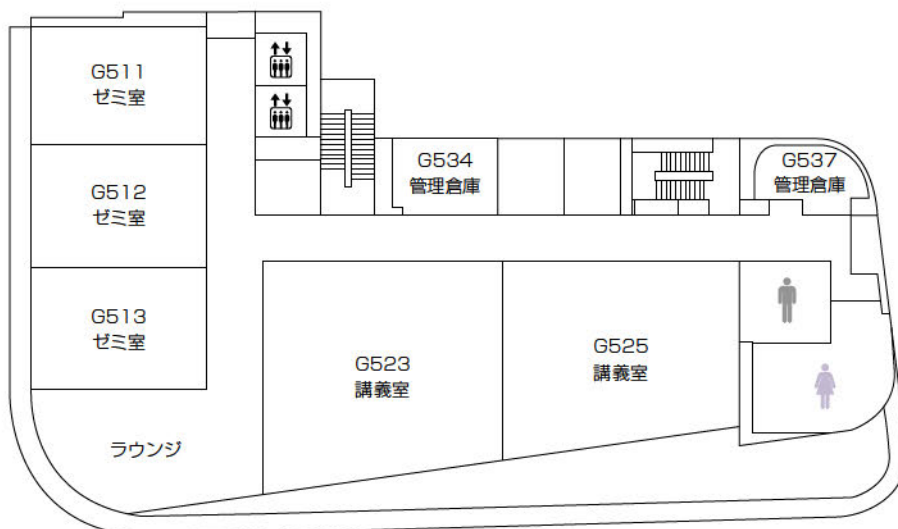 G511
ゼミ室
G512
ゼミ室
G513
ゼミ室
ラウンジ
G534
管理倉庫
G537
管理倉庫
G523
講義室
G525
講義室